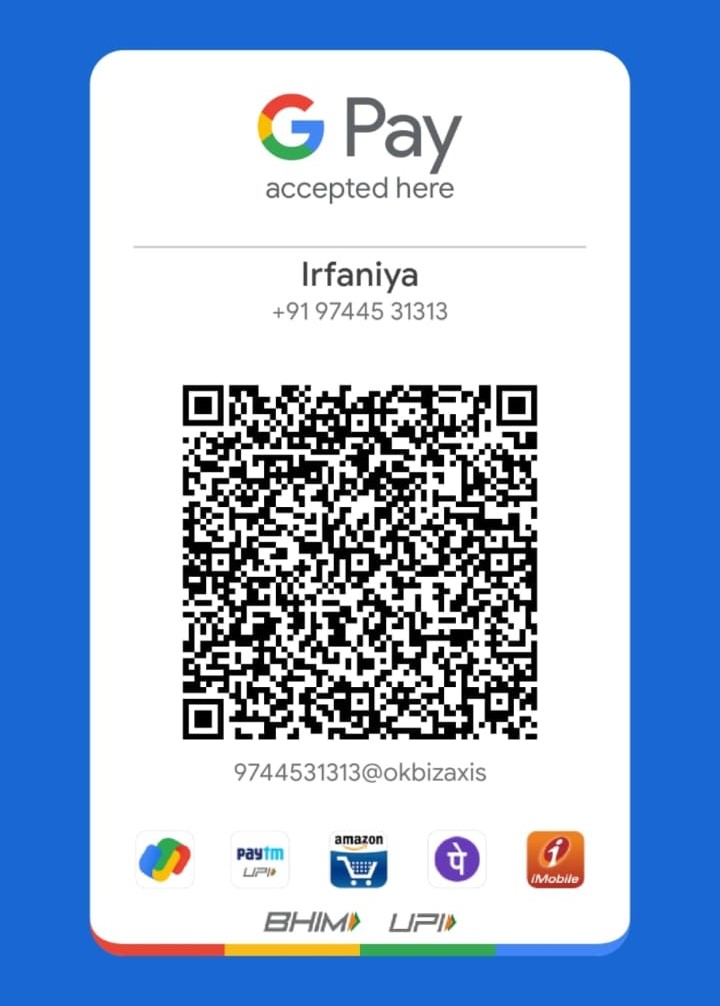 G Pay
accepted here
Irfaniya
+91 97445 31313
9744531313@okbizaxis
paytm
UPI
amazon
पे
i
iMobile
BHIM UPI